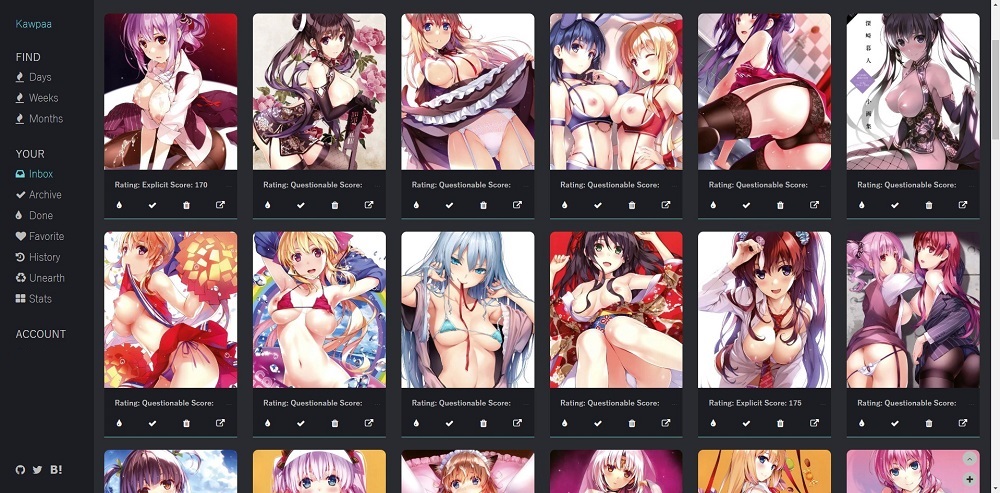 Kawpaa
FIND
Days
Weeks
Months
YOUR
Inbox
Archive
Done
Favorite
History
Unearth
Stats
ACCOUNT
B!
Rating: Explicit Score: 170
Rating: Questionable Score:
Rating: Questionable Score:
Rating: Questionable Score:
Rating: Questionable Score:
Rating: Questionable Score:
Rating: Questionable Score:
Rating: Questionable Score:
Rating: Questionable Score:
Rating: Questionable Score:
Rating: Explicit Score: 175
Rating: Questionable Score: